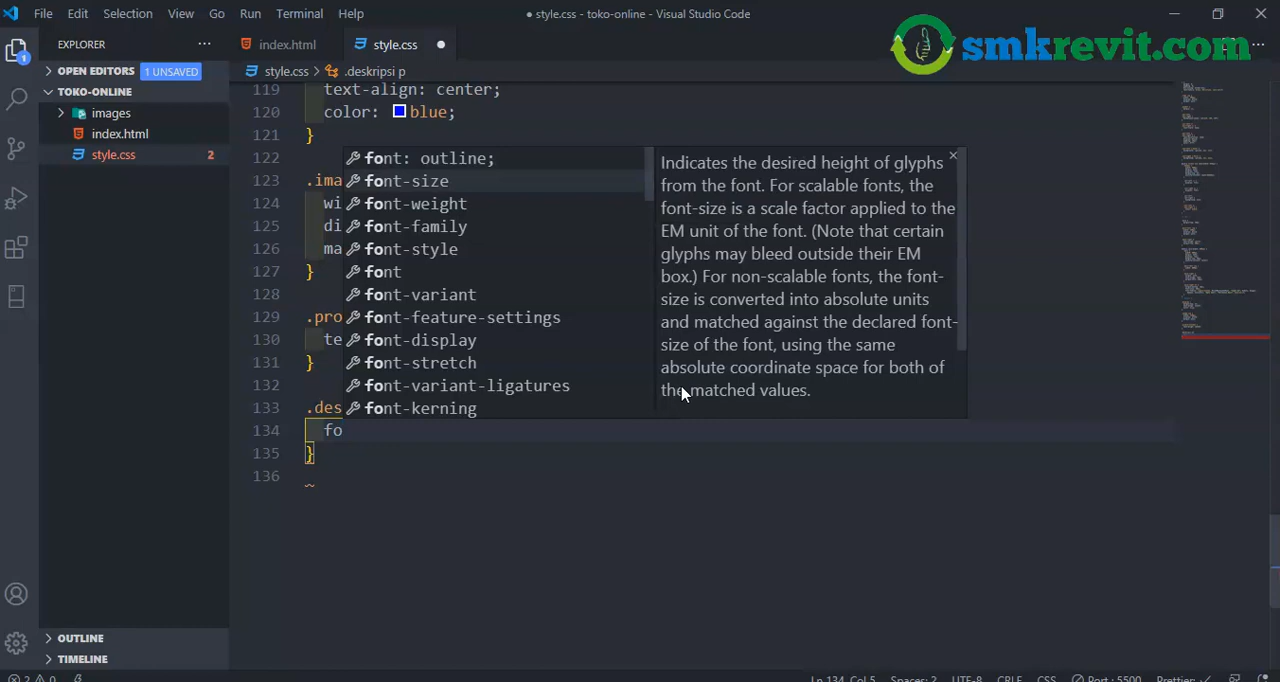 File Edit Selection View Go Run Terminal Help
● style.css - toko-online - Visual Studio Code
smkrevit.com
EXPLORER
index.html
style.css
OPEN EDITORS 1 UNSAVED
style.css > .deskripsi p
TOKO-ONLINE
images
index.html
style.css 2
119 text-align: center;
120 color: blue;
121 }
122
123 .ima
124 wi
125 di
126 ma
127 }
128
129 .pro
130 te
131 }
132
133 .des
134 fo
135 }
136
font: outline;
font-size
font-weight
font-family
font-style
font
font-variant
font-feature-settings
font-display
font-stretch
font-variant-ligatures
font-kerning
Indicates the desired height of glyphs
from the font. For scalable fonts, the
font-size is a scale factor applied to the
EM unit of the font. (Note that certain
glyphs may bleed outside their EM
box.) For non-scalable fonts, the font-
size is converted into absolute units
and matched against the declared font-
size of the font, using the same
absolute coordinate space for both of
the matched values.
1
OUTLINE
TIMELINE
2 0
Ln 134, Col 5 Spaces: 2 UTF-8 CRLF CSS Port : 5500 Prettier